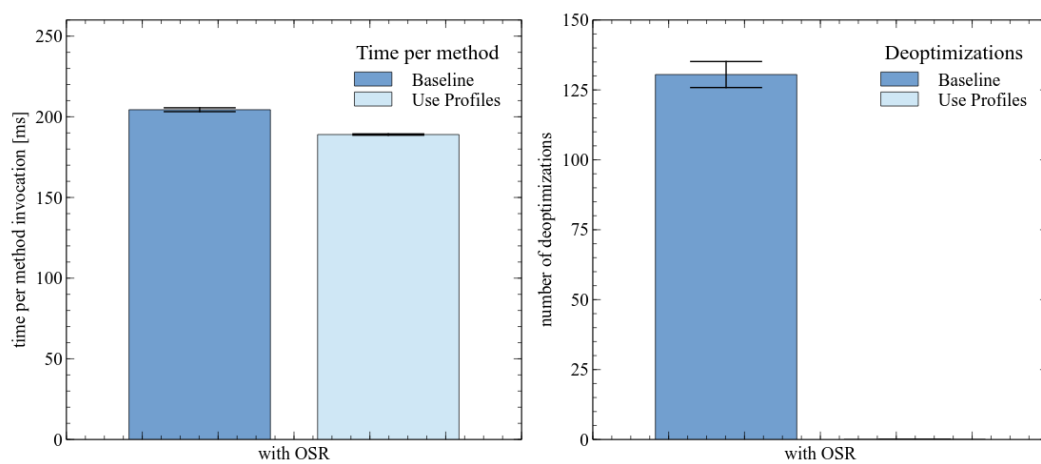 250
200
150
100
50
0
time per method invocation [ms]
Time per method
Baseline
Use Profiles
with OSR
150
125
100
75
50
25
0
number of deoptimizations
Deoptimizations
Baseline
Use Profiles
with OSR